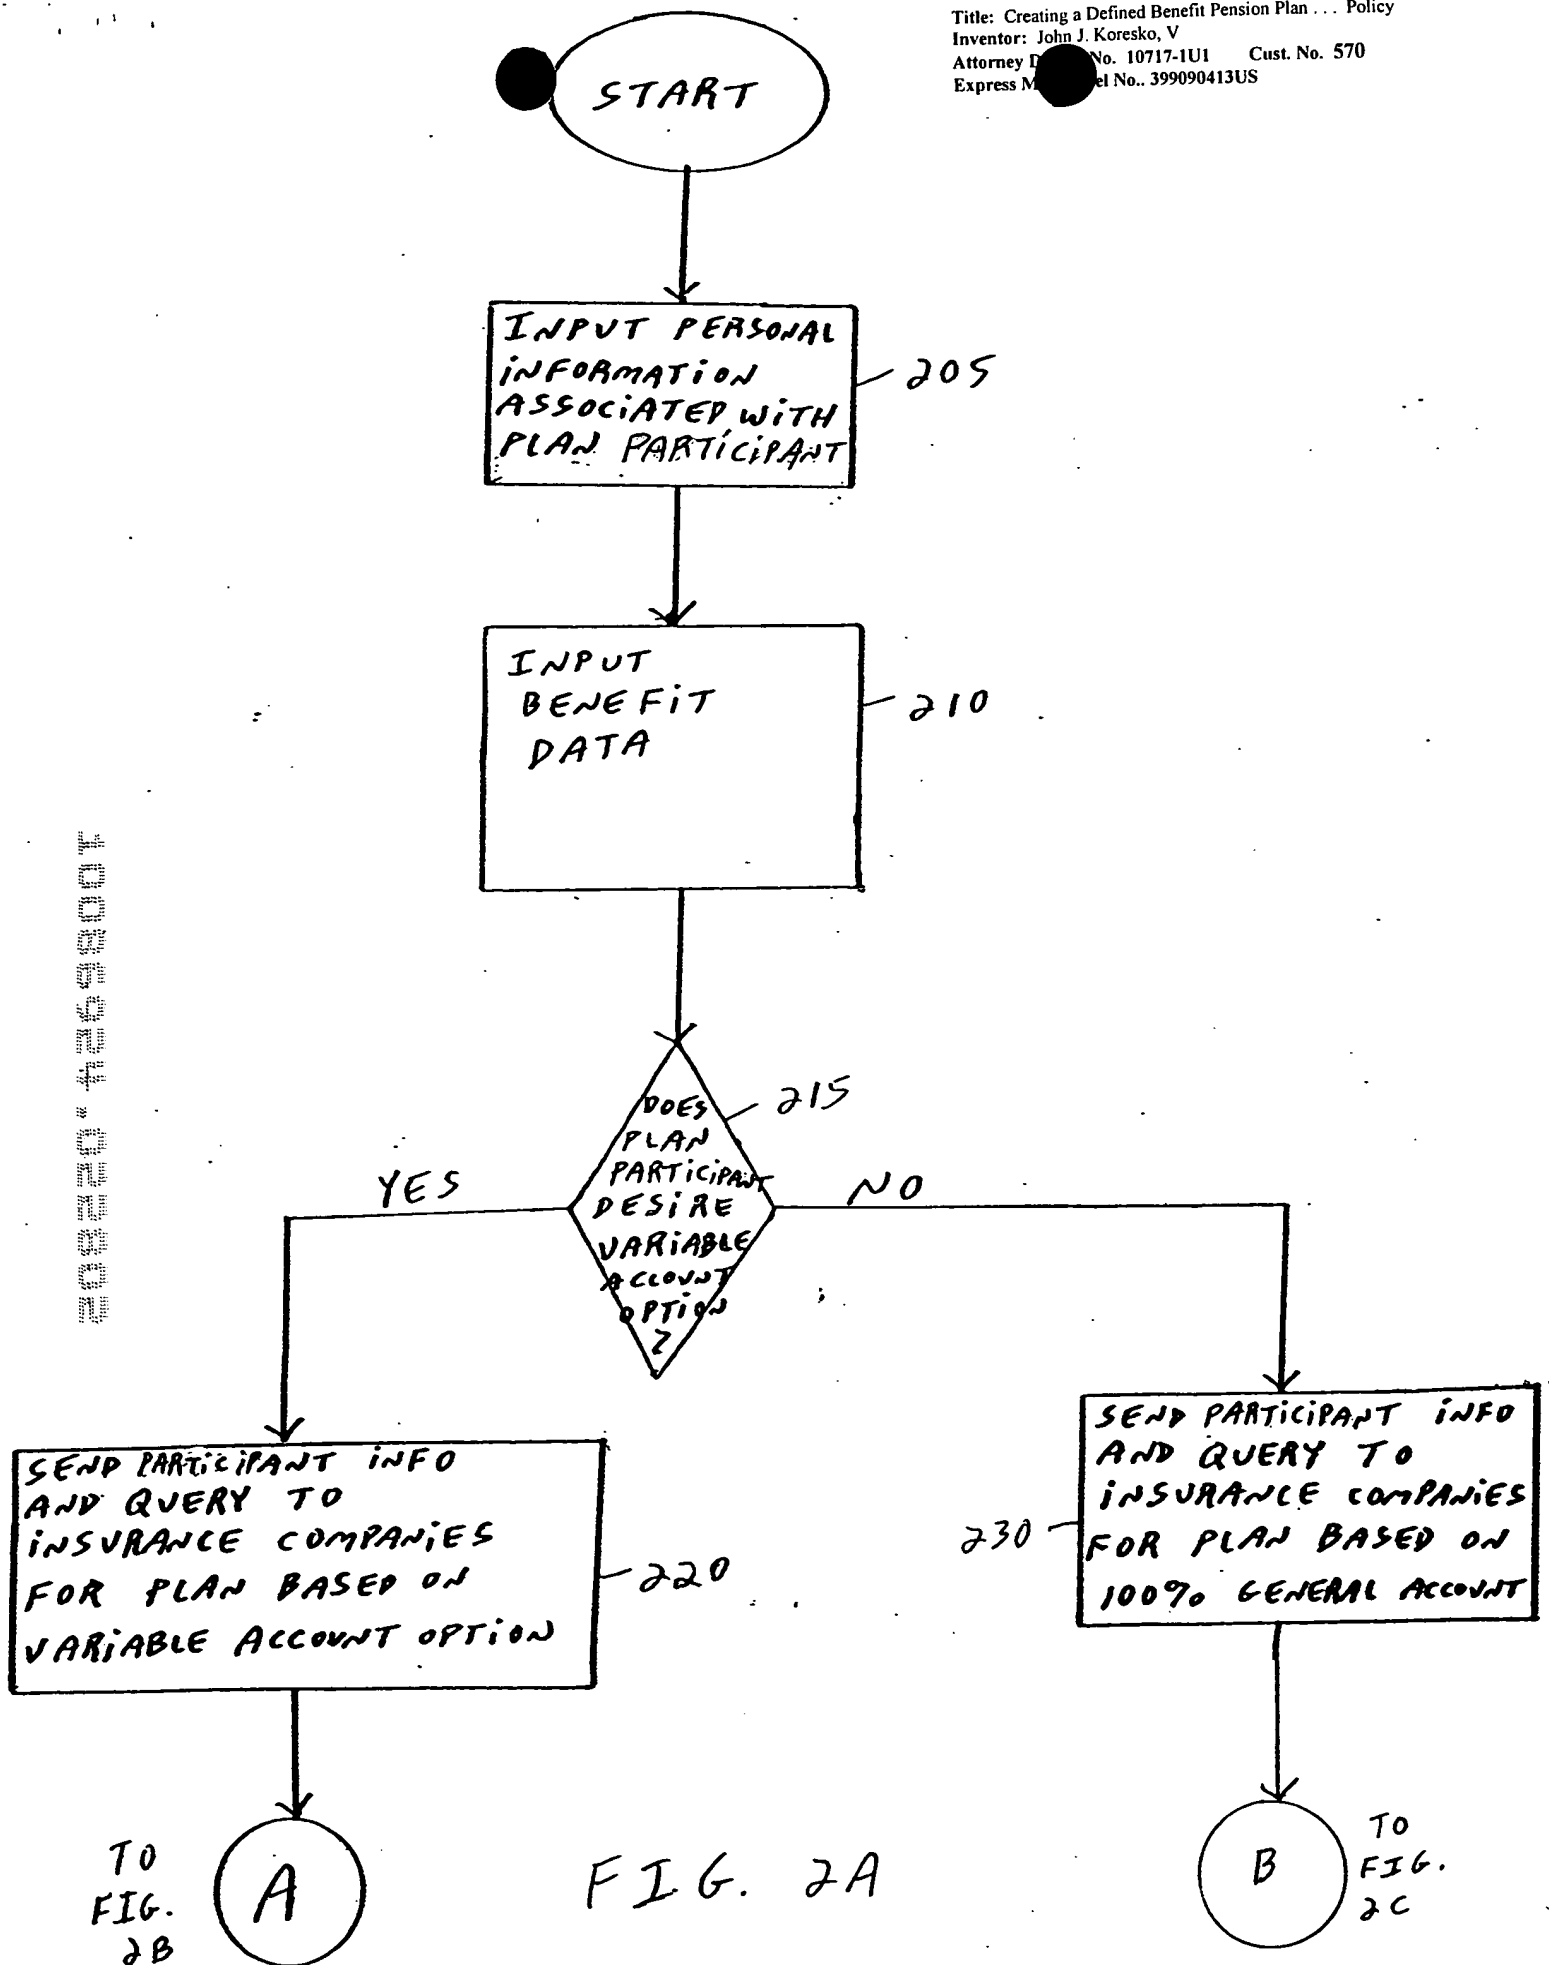 Title: Creating a Defined Benefit Pension Plan . . . Policy
Inventor: John J. Koresko, V
Attorney No. 10717-1U1 Cust. No. 570
Express el No.. 399090413US
START
INPUT PERSONAL
INFORMATION
ASSOCIATED WITH
PLAN PARTICIPANT
205
INPUT
BENEFIT
DATA
210
DOES
PLAN
PARTICIPANT
DESIRE
VARIABLE
ACCOUNT
OPTION
?
215
YES
NO
SEND PARTICIPANT INFO
AND QUERY TO
INSURANCE COMPANIES
FOR PLAN BASED ON
VARIABLE ACCOUNT OPTION
220
SEND PARTICIPANT INFO
AND QUERY TO
INSURANCE COMPANIES
FOR PLAN BASED ON
100% GENERAL ACCOUNT
230
TO
FIG.
2B
A
FIG. 2A
B
TO
FIG.
2C